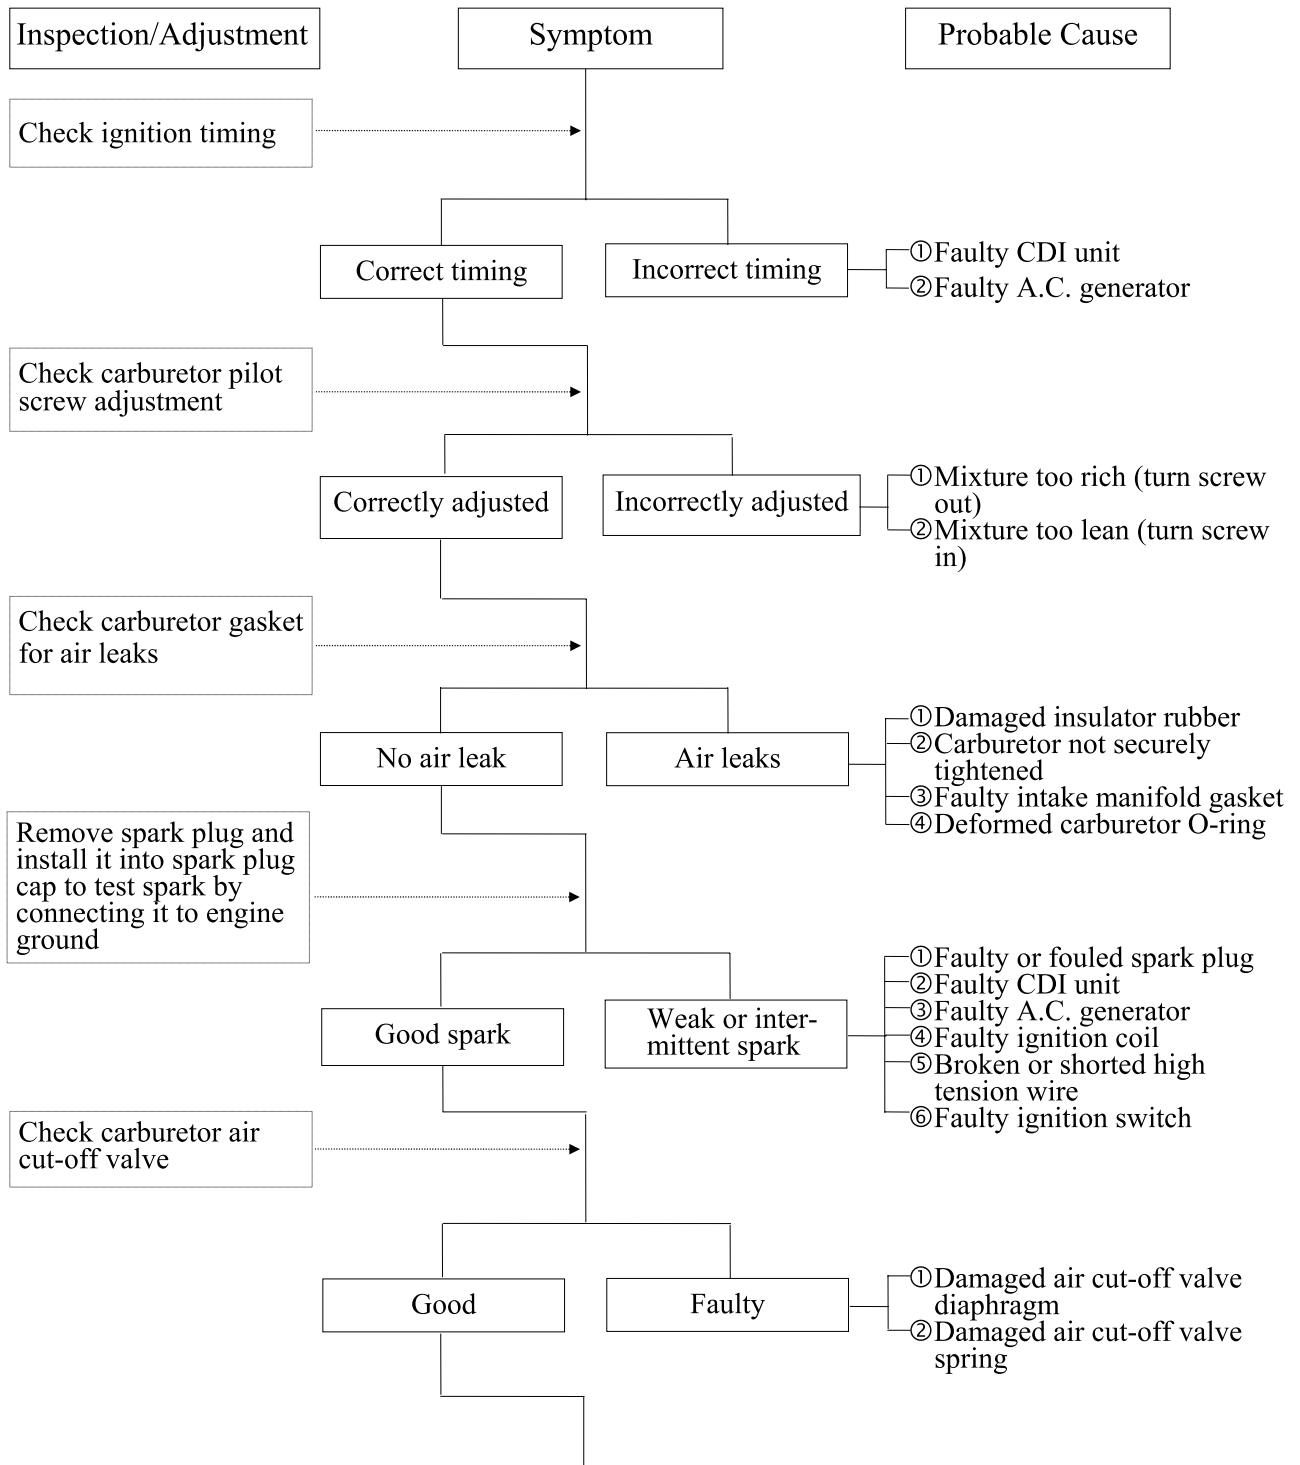 Inspection/Adjustment
Symptom
Probable Cause
Check ignition timing
Correct timing
Incorrect timing
①Faulty CDI unit
②Faulty A.C. generator
Check carburetor pilot
screw adjustment
Correctly adjusted
Incorrectly adjusted
①Mixture too rich (turn screw
out)
②Mixture too lean (turn screw
in)
Check carburetor gasket
for air leaks
No air leak
Air leaks
①Damaged insulator rubber
②Carburetor not securely
tightened
③Faulty intake manifold gasket
④Deformed carburetor O-ring
Remove spark plug and
install it into spark plug
cap to test spark by
connecting it to engine
ground
Good spark
Weak or inter-
mittent spark
①Faulty or fouled spark plug
②Faulty CDI unit
③Faulty A.C. generator
④Faulty ignition coil
⑤Broken or shorted high
tension wire
⑥Faulty ignition switch
Check carburetor air
cut-off valve
Good
Faulty
①Damaged air cut-off valve
diaphragm
②Damaged air cut-off valve
spring